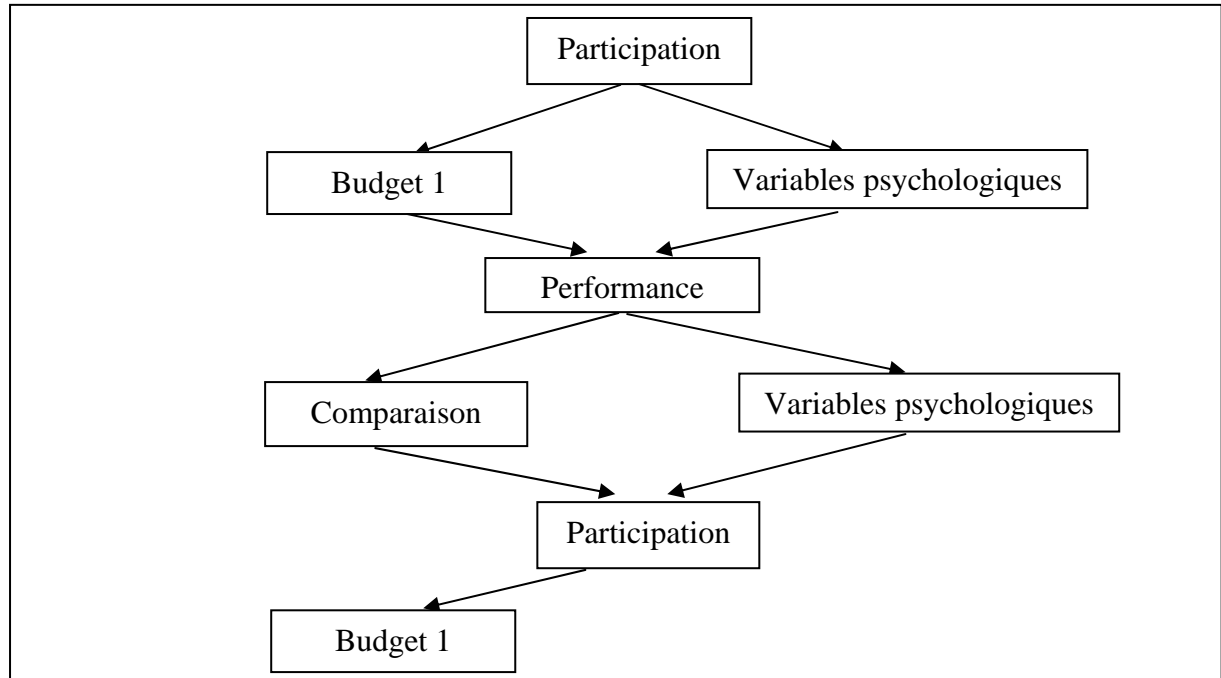 Participation
Budget 1
Variables psychologiques
Performance
Comparaison
Variables psychologiques
Participation
Budget 1